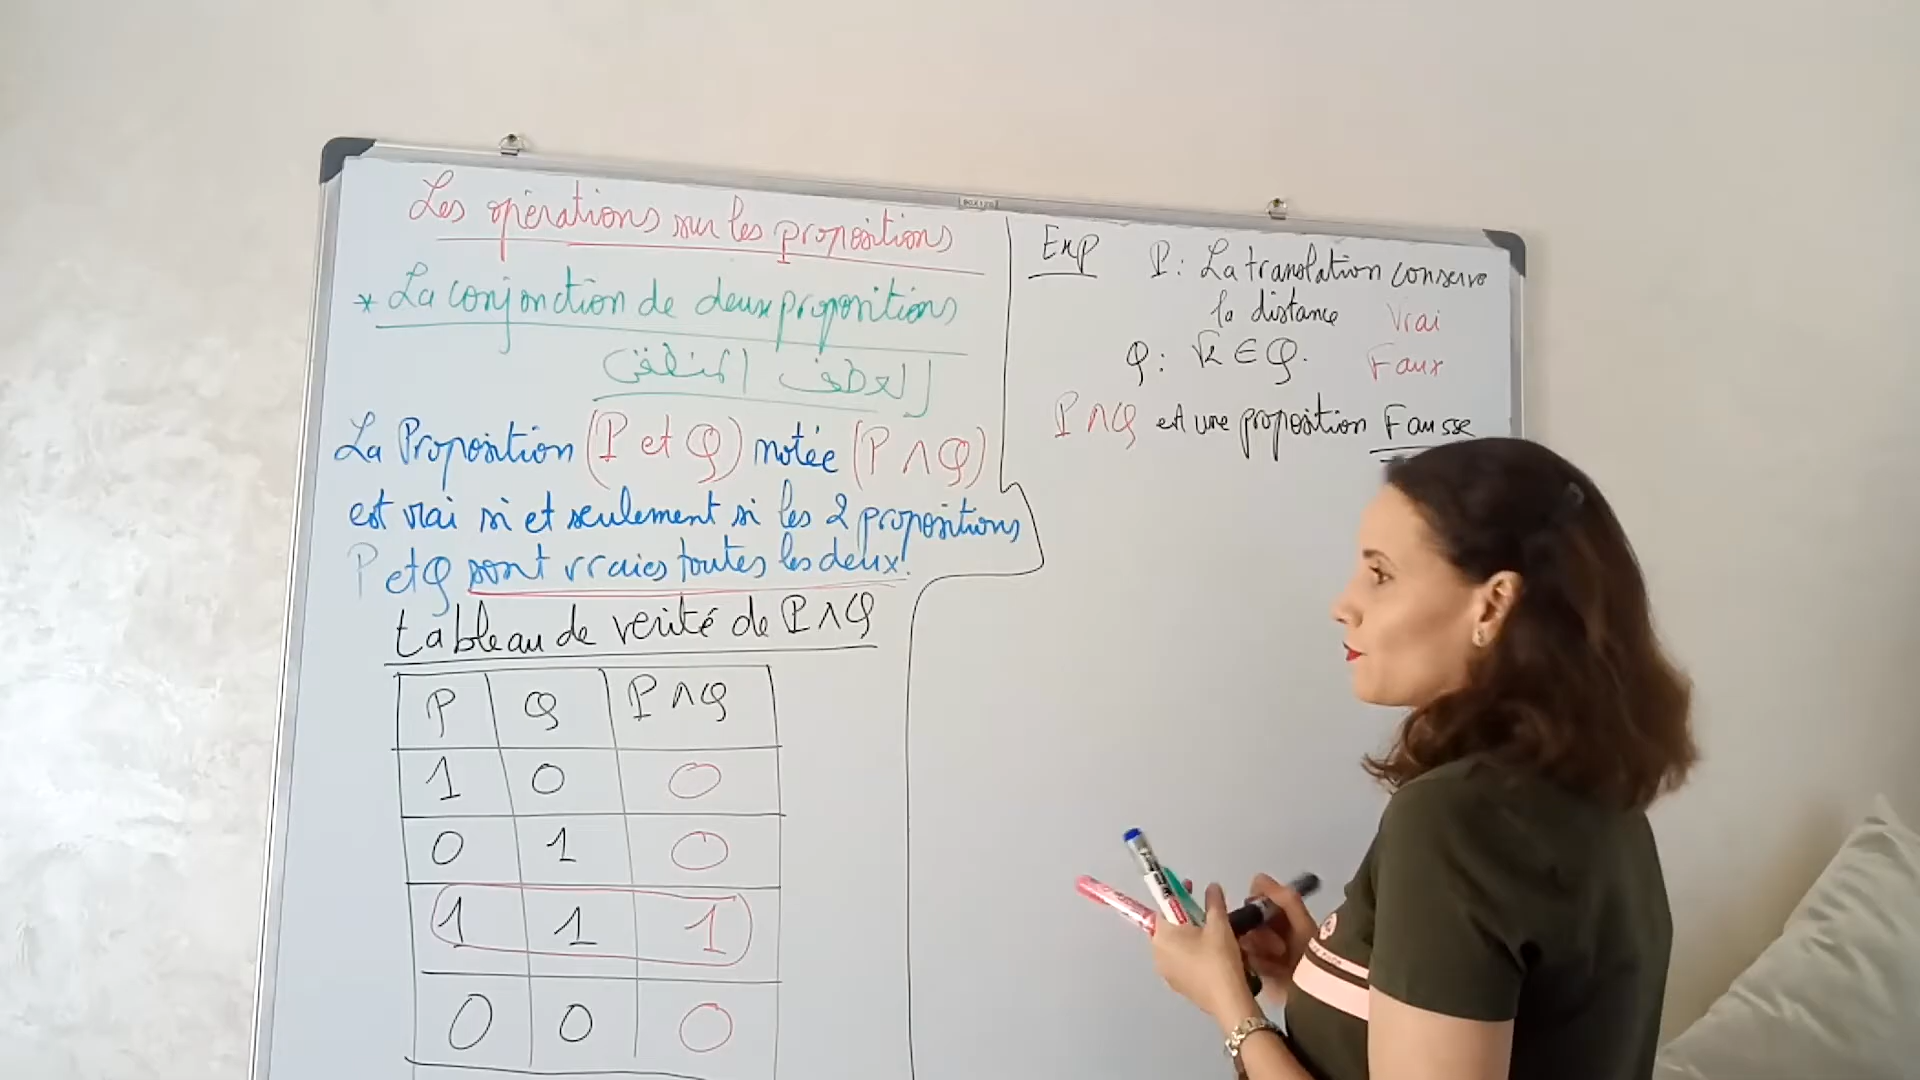 Les opérations sur les propositions
* La conjonction de deux propositions
العطف المنطقي
La Proposition (P et Q) notée (P ∧ Q)
est vrai si et seulement si les 2 propositions
P et Q sont vraies toutes les deux.
tableau de verité de P∧Q
P Q P∧Q
1 0 0
0 1 0
1 1 1
0 0 0
Exp P: La translation conserve
la distance Vrai
Q: √2 ∈ Q. Faux
P∧Q est une proposition Fausse